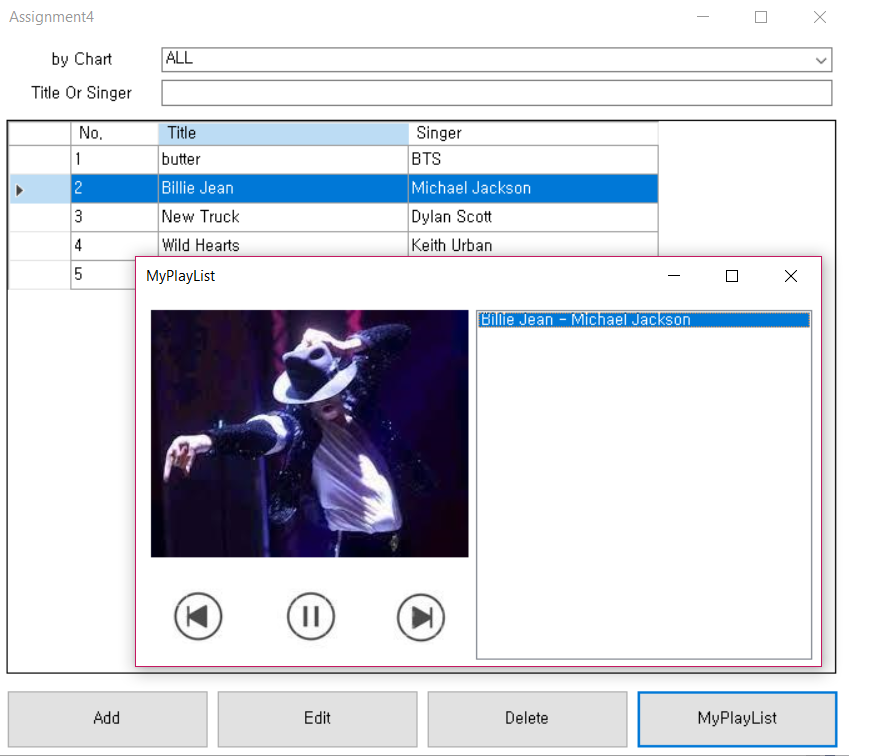 Assignment4
by Chart ALL
Title Or Singer
No. Title Singer
1 butter BTS
2 Billie Jean Michael Jackson
3 New Truck Dylan Scott
4 Wild Hearts Keith Urban
5
MyPlayList
Billie Jean - Michael Jackson
Add Edit Delete MyPlayList